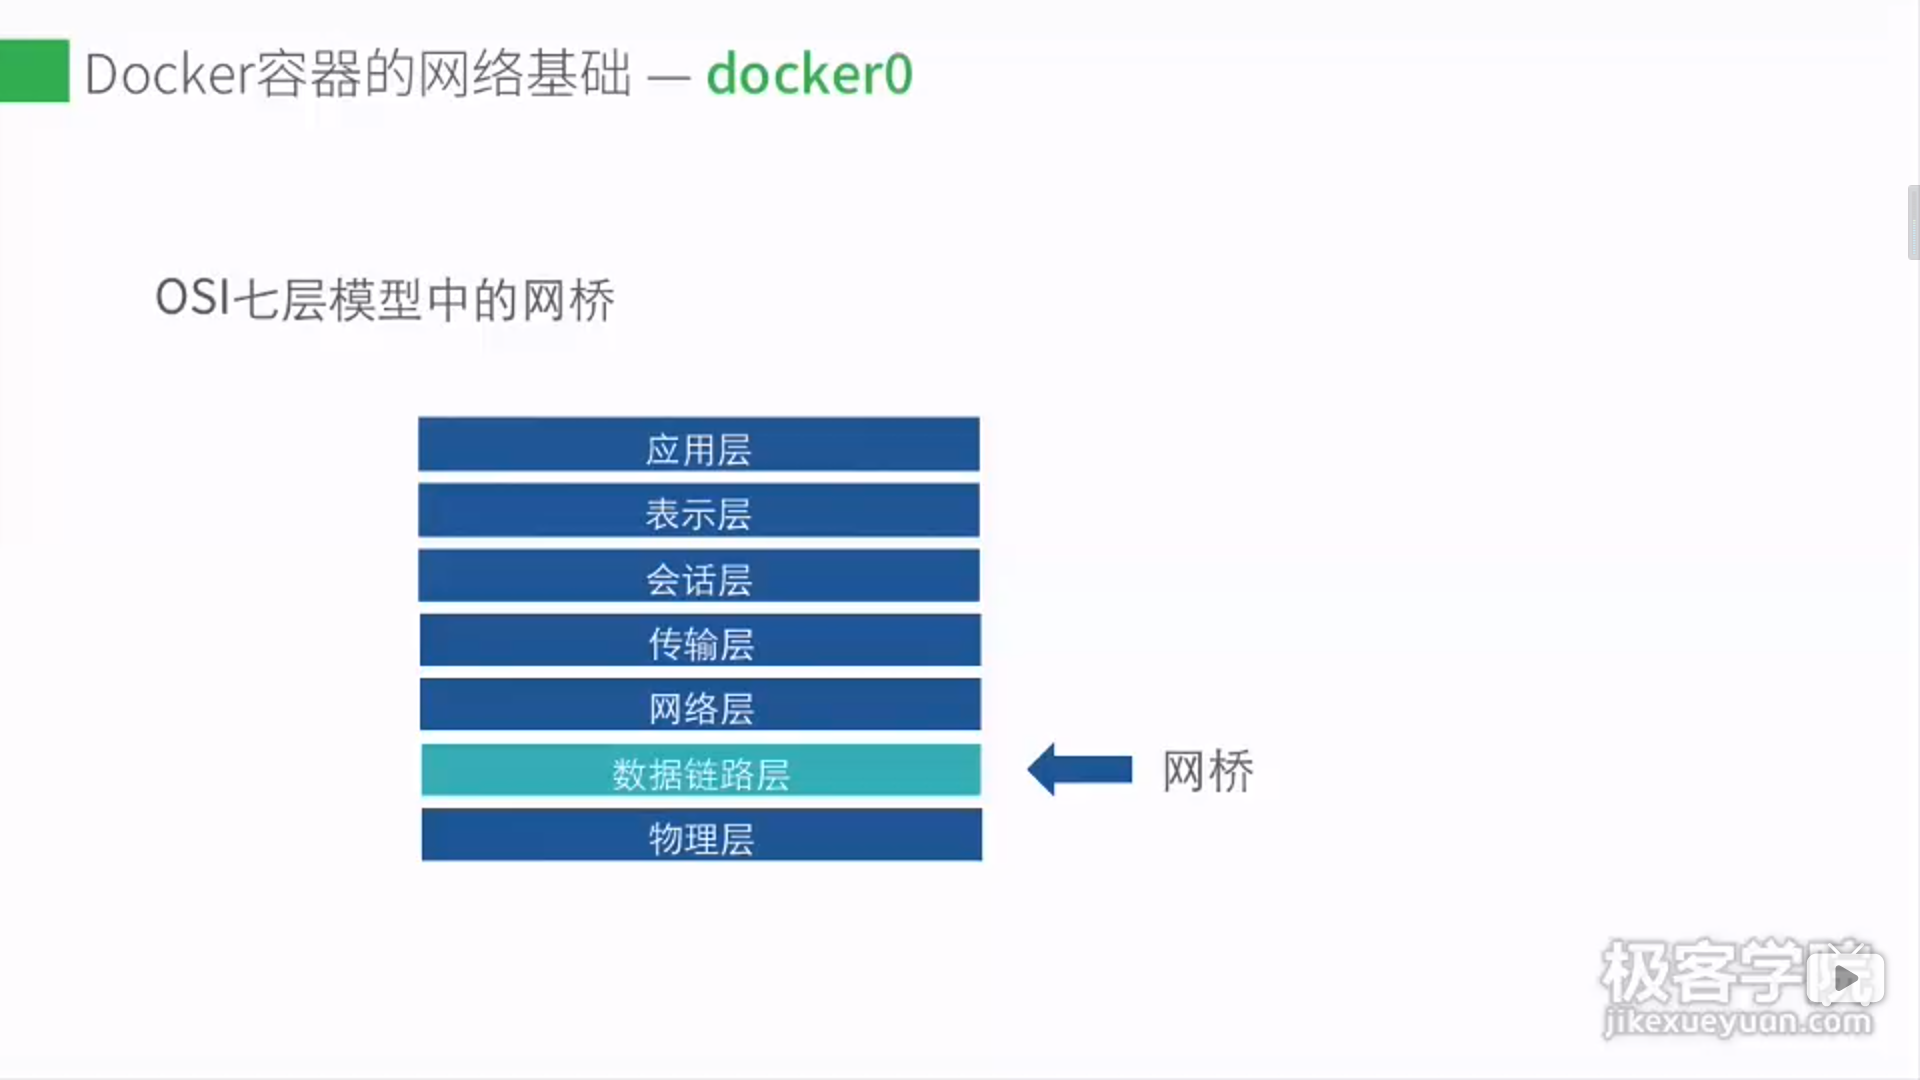 Docker容器的网络基础 — docker0
OSI七层模型中的网桥
应用层
表示层
会话层
传输层
网络层
数据链路层
网桥
物理层
极客学院
jikexueyuan.com